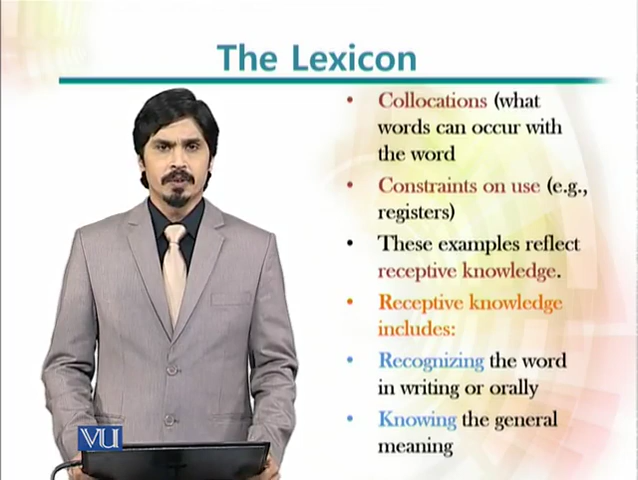 The Lexicon
• Collocations (what
words can occur with
the word
• Constraints on use (e.g.,
registers)
• These examples reflect
receptive knowledge.
• Receptive knowledge
includes:
• Recognizing the word
in writing or orally
• Knowing the general
meaning
VU